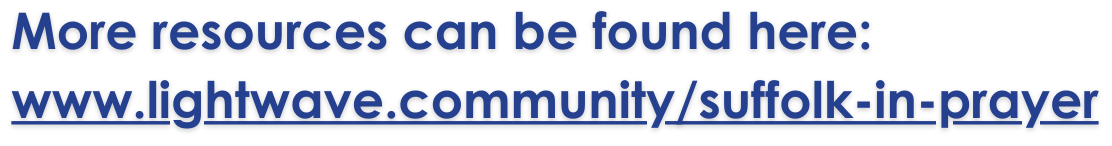 More resources can be found here:
www.lightwave.community/suffolk-in-prayer